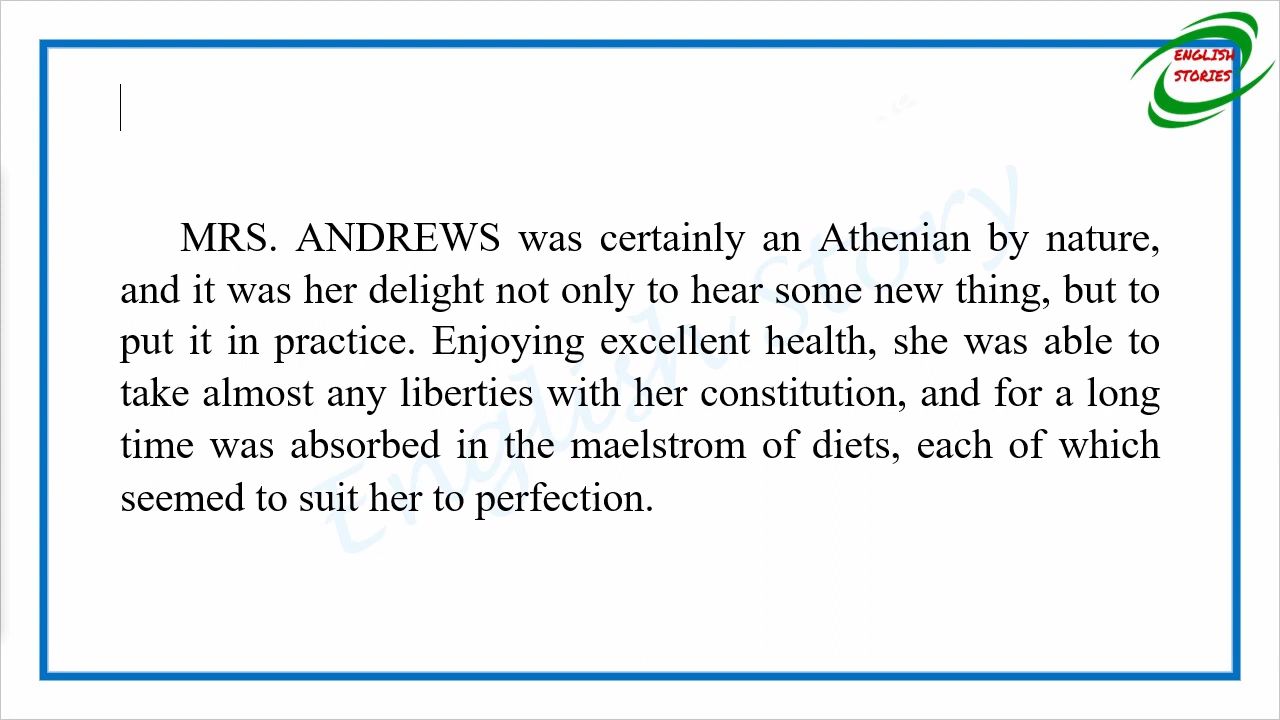 ENGLISH
STORIES
MRS. ANDREWS was certainly an Athenian by nature,
and it was her delight not only to hear some new thing, but to
put it in practice. Enjoying excellent health, she was able to
take almost any liberties with her constitution, and for a long
time was absorbed in the maelstrom of diets, each of which
seemed to suit her to perfection.
English Story